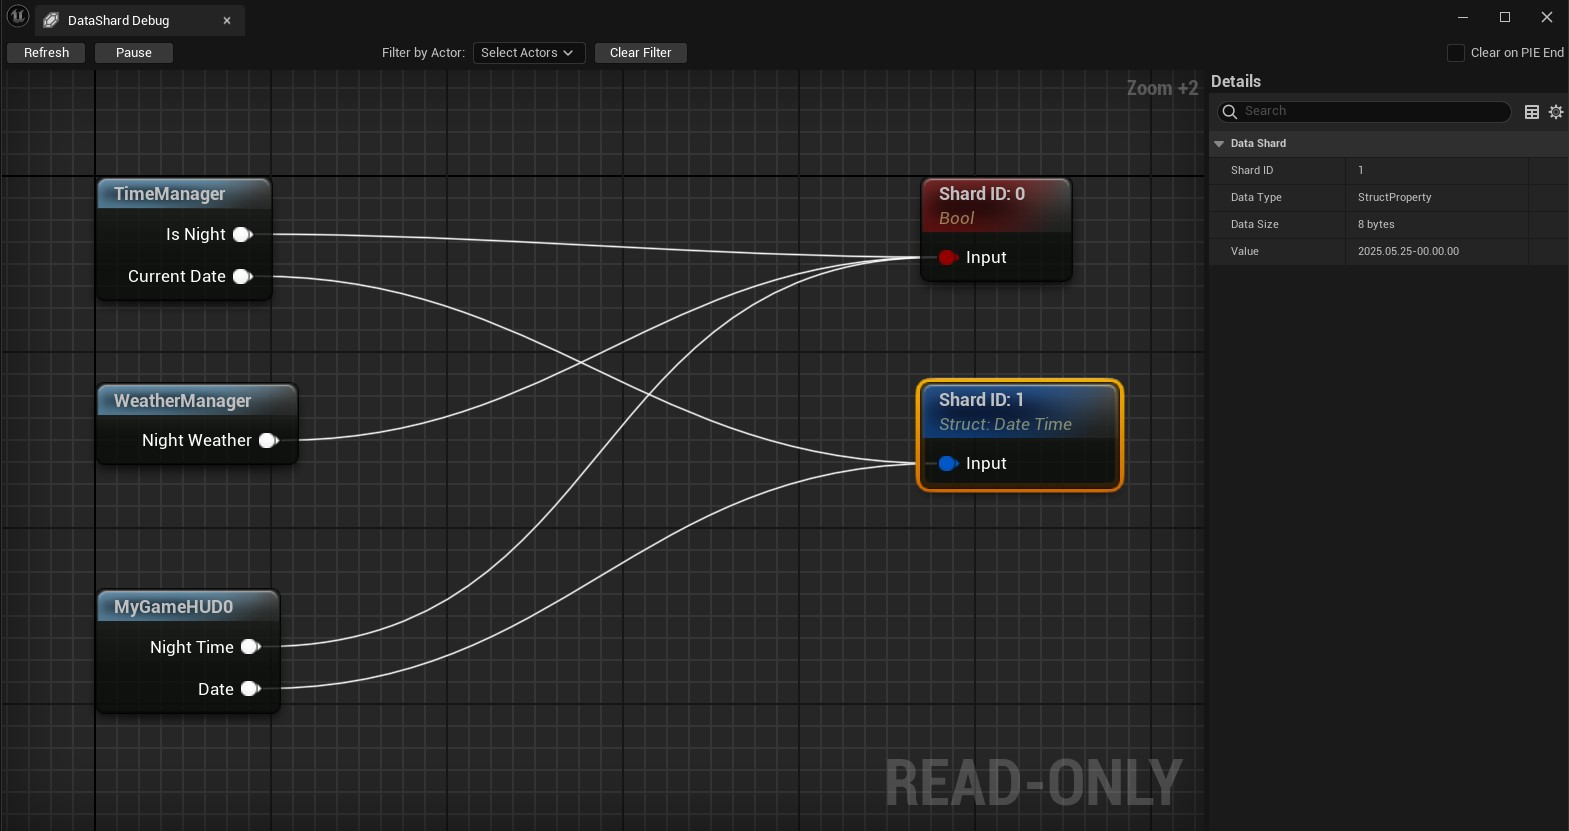 DataShard Debug
Refresh
Pause
Filter by Actor:
Select Actors
Clear Filter
Clear on PIE End
Zoom +2
TimeManager
Is Night
Current Date
WeatherManager
Night Weather
MyGameHUD0
Night Time
Date
Shard ID: 0
Bool
Input
Shard ID: 1
Struct: Date Time
Input
READ-ONLY
Details
Search
Data Shard
Shard ID 1
Data Type StructProperty
Data Size 8 bytes
Value 2025.05.25-00.00.00